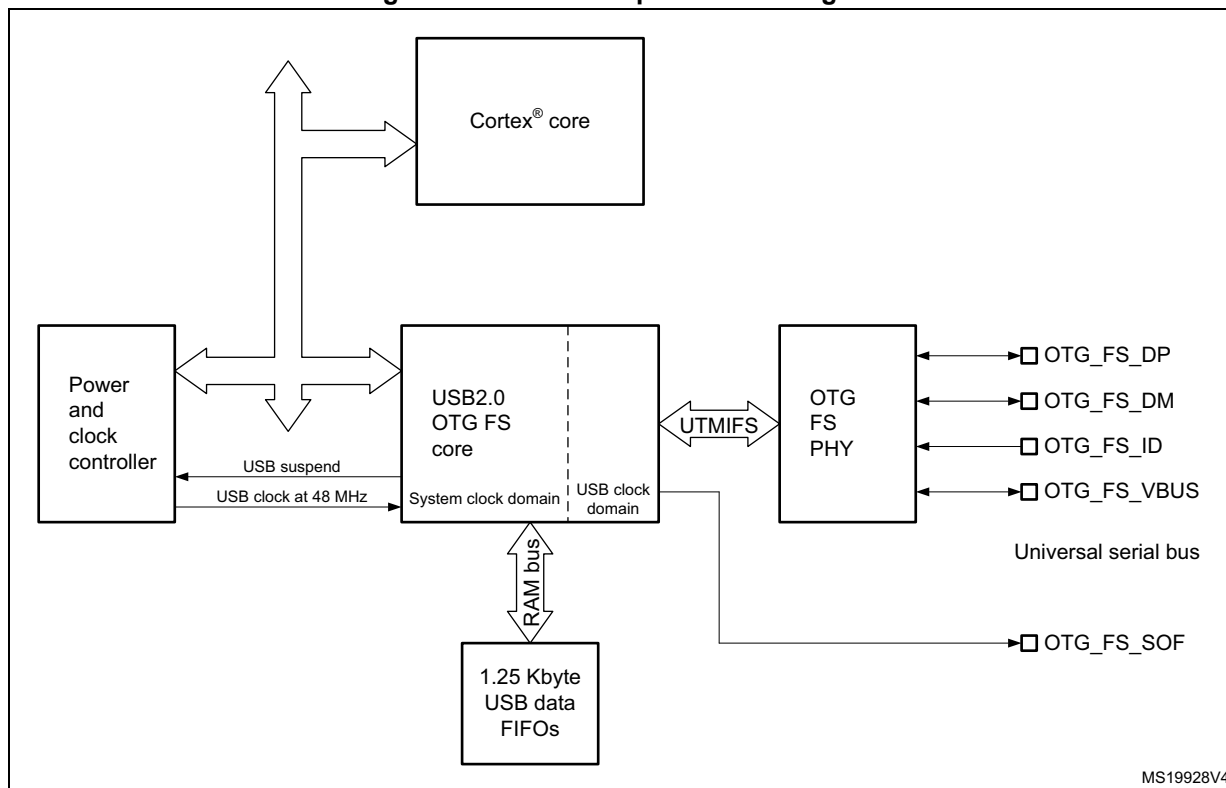 Cortex® core
Power
and
clock
controller
USB2.0
OTG FS
core
UTMIFS
OTG
FS
PHY
OTG_FS_DP
OTG_FS_DM
OTG_FS_ID
OTG_FS_VBUS
USB suspend
USB clock at 48 MHz
System clock domain
USB clock
domain
Universal serial bus
RAM bus
OTG_FS_SOF
1.25 Kbyte
USB data
FIFOs
MS19928V4